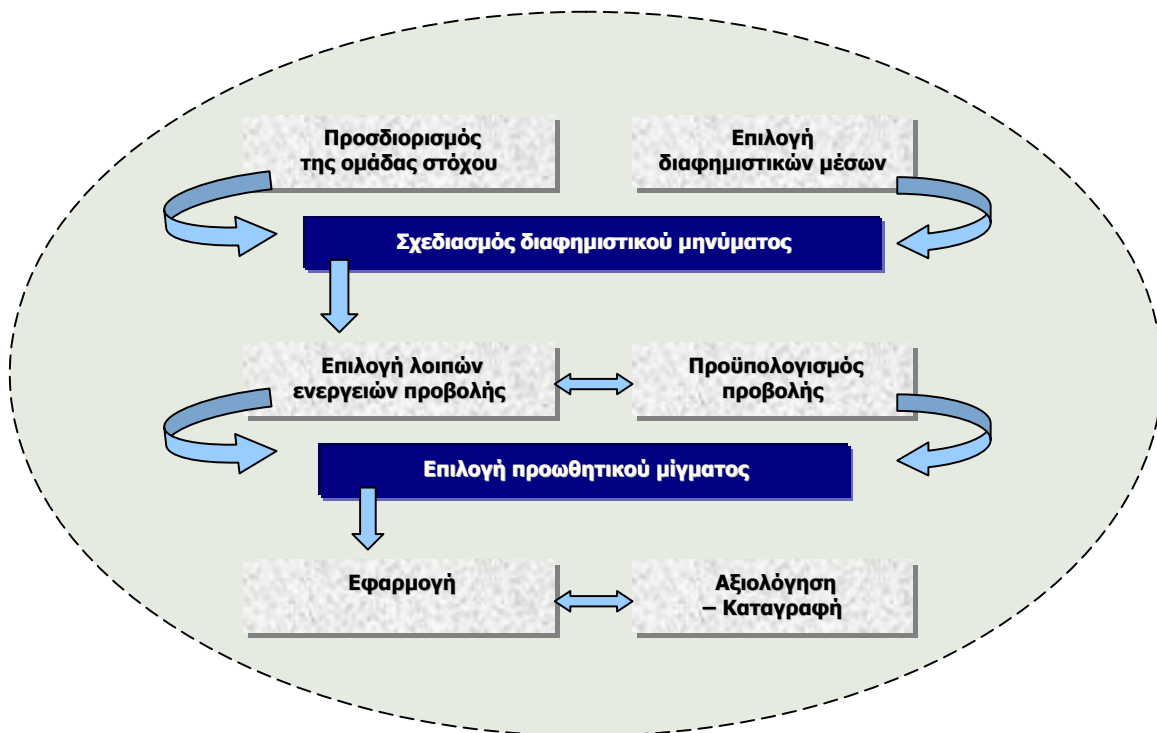 Προσδιορισμός
της ομάδας στόχου
Επιλογή
διαφημιστικών μέσων
Σχεδιασμός διαφημιστικού μηνύματος
Επιλογή λοιπών
ενεργειών προβολής
Προϋπολογισμός
προβολής
Επιλογή προωθητικού μίγματος
Εφαρμογή
Αξιολόγηση
– Καταγραφή